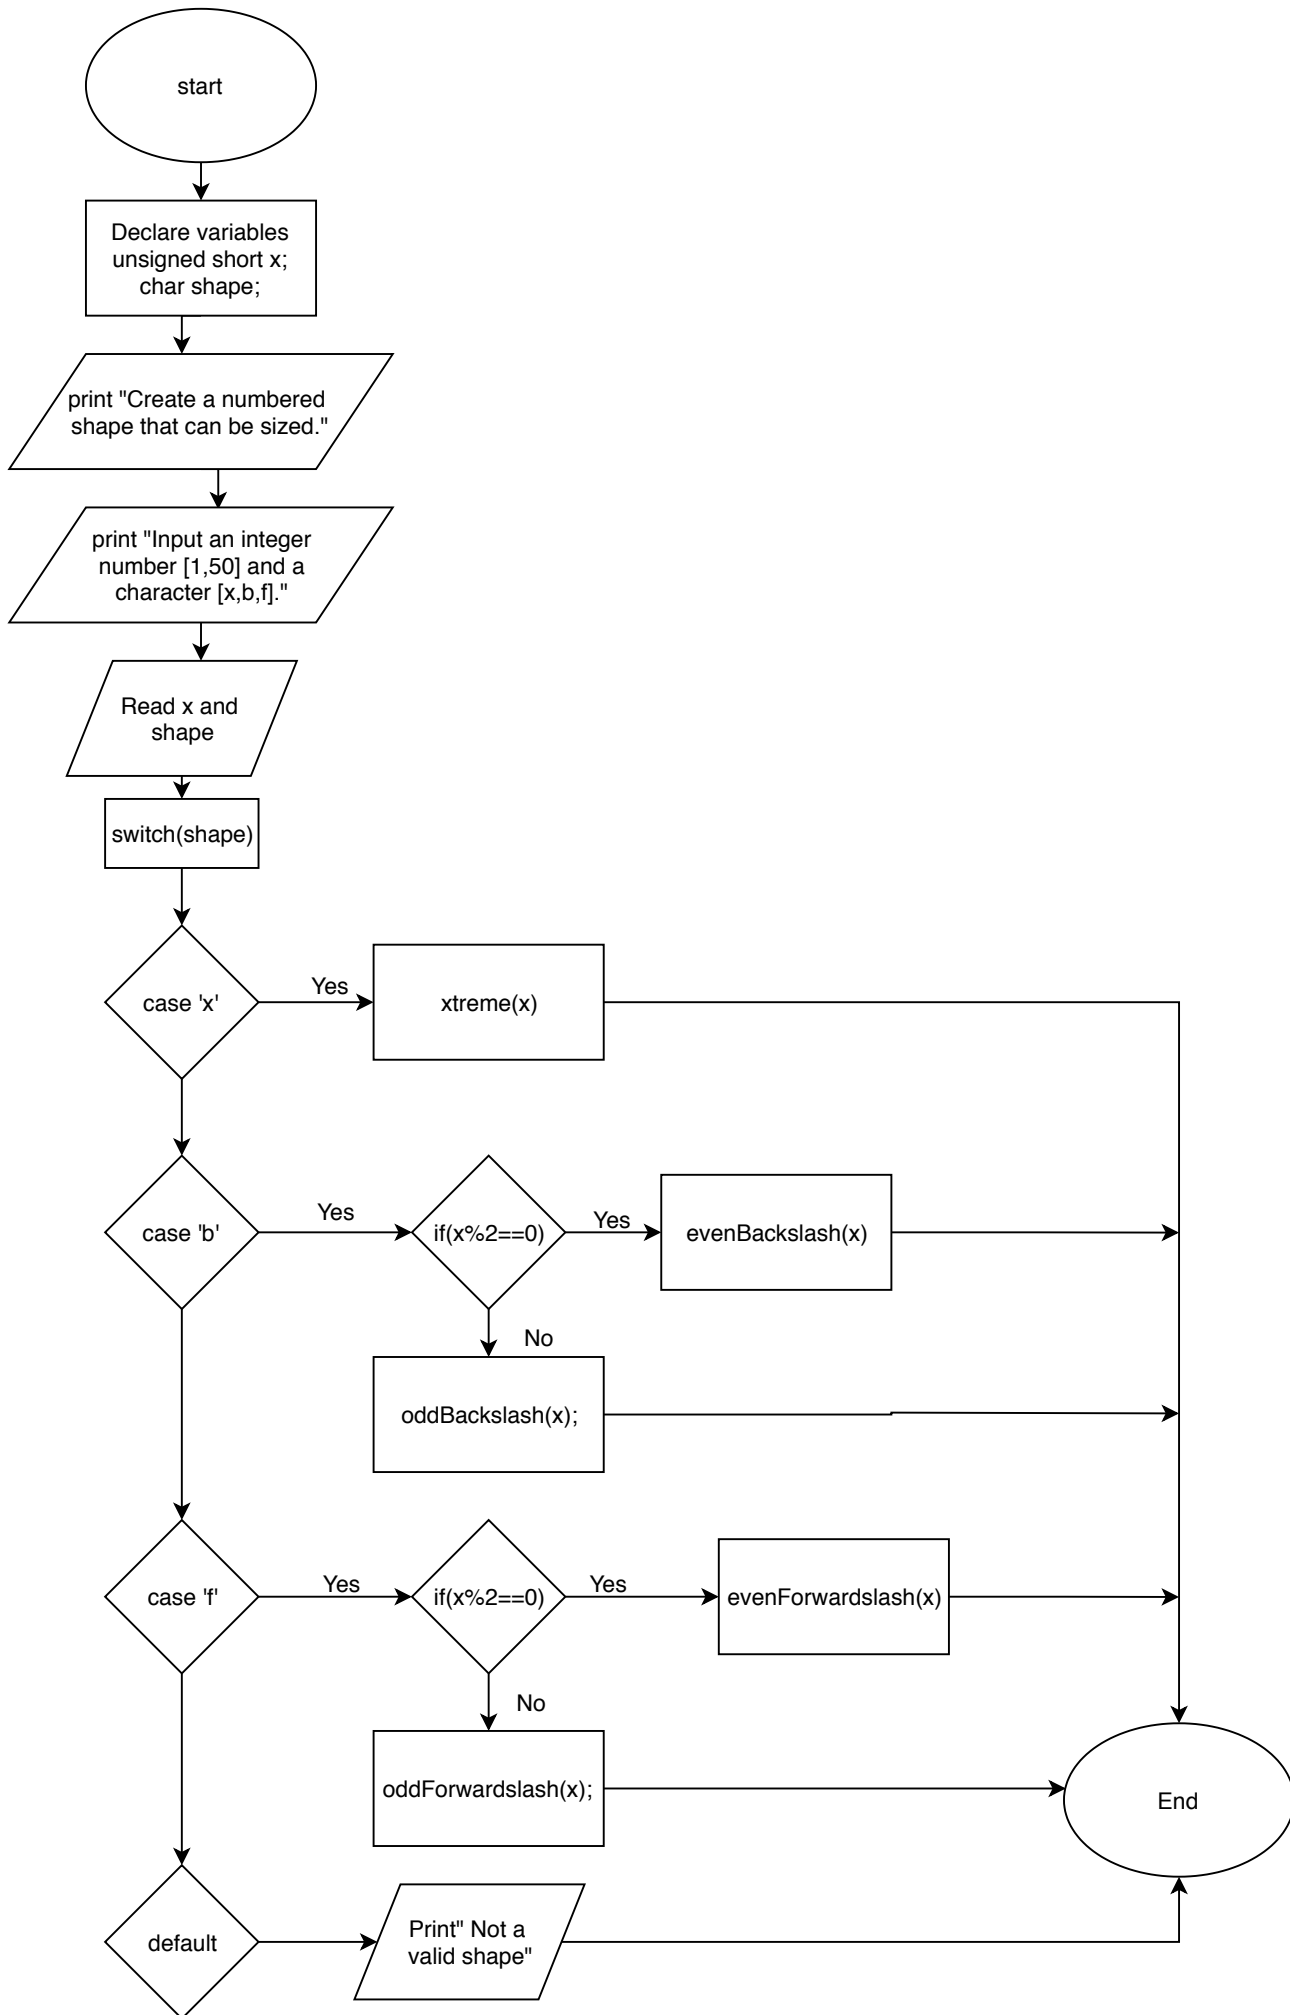 start
Declare variables
unsigned short x;
char shape;
print "Create a numbered
shape that can be sized."
print "Input an integer
number [1,50] and a
character [x,b,f]."
Read x and
shape
switch(shape)
case 'x'
Yes
xtreme(x)
case 'b'
Yes
if(x%2==0)
Yes
evenBackslash(x)
No
oddBackslash(x);
case 'f'
Yes
if(x%2==0)
Yes
evenForwardslash(x)
No
oddForwardslash(x);
End
default
Print" Not a
valid shape"